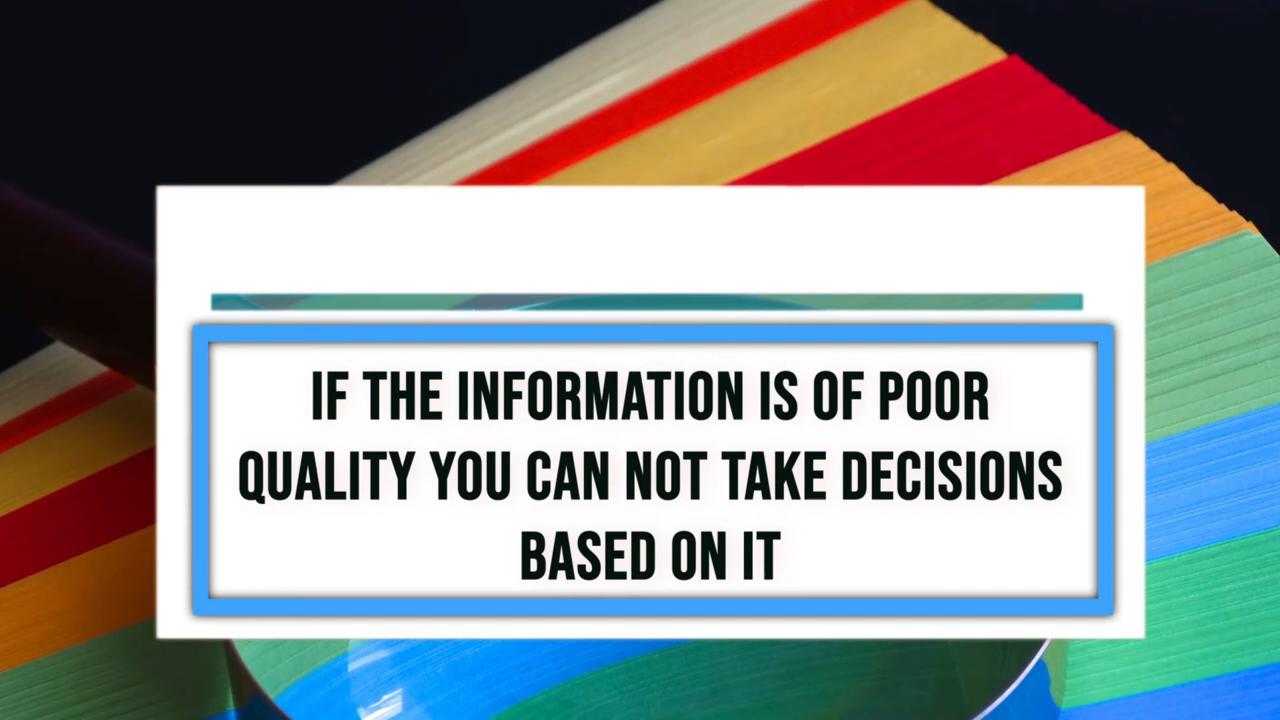 IF THE INFORMATION IS OF POOR
QUALITY YOU CAN NOT TAKE DECISIONS
BASED ON IT